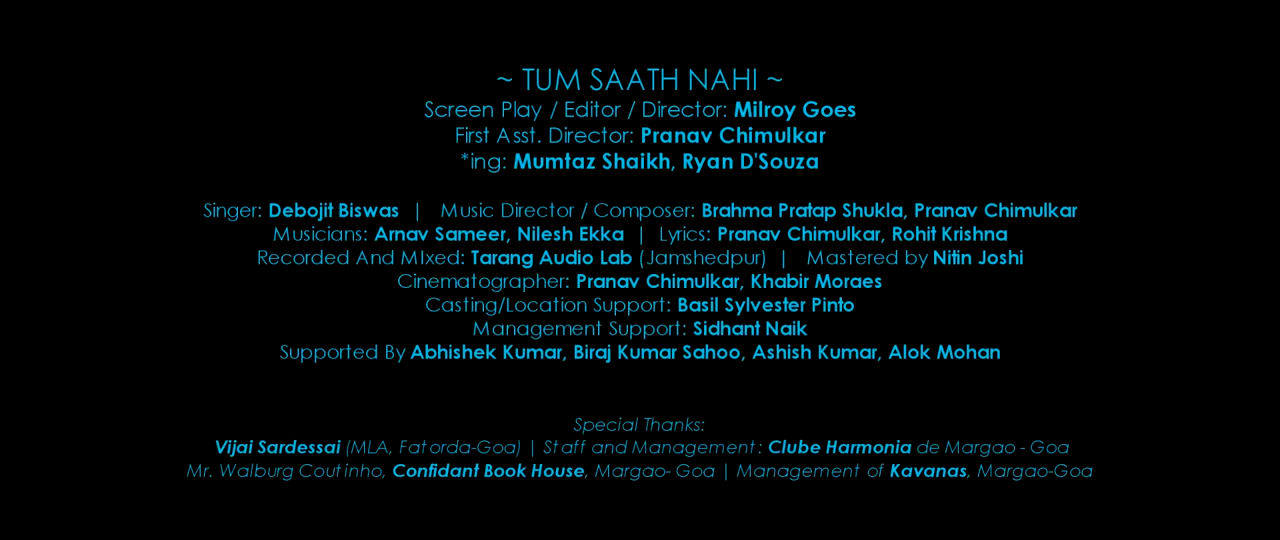 ~ TUM SAATH NAHI ~
Screen Play / Editor / Director: Milroy Goes
First Asst. Director: Pranav Chimulkar
*ing: Mumtaz Shaikh, Ryan D'Souza
Singer: Debojit Biswas | Music Director / Composer: Brahma Pratap Shukla, Pranav Chimulkar
Musicians: Arnav Sameer, Nilesh Ekka | Lyrics: Pranav Chimulkar, Rohit Krishna
Recorded And MIxed: Tarang Audio Lab (Jamshedpur) | Mastered by Nitin Joshi
Cinematographer: Pranav Chimulkar, Khabir Moraes
Casting/Location Support: Basil Sylvester Pinto
Management Support: Sidhant Naik
Supported By Abhishek Kumar, Biraj Kumar Sahoo, Ashish Kumar, Alok Mohan
Special Thanks:
Vijai Sardessai (MLA, Fatorda-Goa) | Staff and Management: Clube Harmonia de Margao - Goa
Mr. Walburg Coutinho, Confidant Book House, Margao- Goa | Management of Kavanas, Margao-Goa